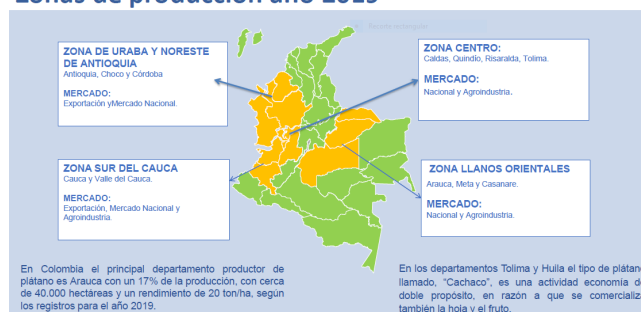 Zonas de producción año 2019
ZONA DE URABA Y NORESTE
DE ANTIOQUIA
Antioquia, Choco y Córdoba
MERCADO:
Exportación yMercado Nacional.
ZONA CENTRO:
Caldas, Quindío, Risaralda, Tolima.
MERCADO:
Nacional y Agroindustria.
ZONA SUR DEL CAUCA
Cauca y Valle del Cauca.
MERCADO:
Exportación, Mercado Nacional y
Agroindustria.
ZONA LLANOS ORIENTALES
Arauca, Meta y Casanare.
MERCADO:
Nacional y Agroindustria.
En Colombia el principal departamento productor de
plátano es Arauca con un 17% de la producción, con cerca
de 40.000 hectáreas y un rendimiento de 20 ton/ha, según
los registros para el año 2019.
En los departamentos Tolima y Huila el tipo de plátano
llamado, “Cachaco”, es una actividad economía de
doble propósito, en razón a que se comercializa
también la hoja y el fruto.